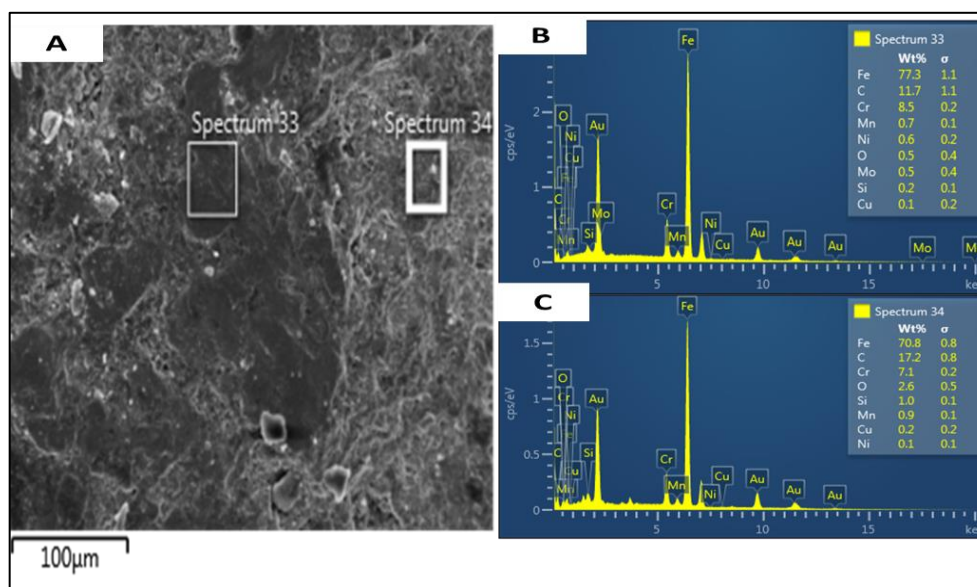 A
Spectrum 33
Spectrum 34
100µm
B
Fe
Spectrum 33
Wt% σ
Fe 77.3 1.1
C 11.7 1.1
Cr 8.5 0.2
Mn 0.7 0.1
Ni 0.6 0.2
O 0.5 0.4
Mo 0.5 0.4
Si 0.2 0.1
Cu 0.1 0.2
cps/eV
2
1
0
O
Ni
Cu
Fe
C
Cr
Mn
Si
Au
Mo
Cr
Mn
Ni
Cu
Au
Au
Au
Mo
5
10
15
C
Fe
Spectrum 34
Wt% σ
Fe 70.8 0.8
C 17.2 0.8
Cr 7.1 0.2
O 2.6 0.5
Si 1.0 0.1
Mn 0.9 0.1
Cu 0.2 0.2
Ni 0.1 0.1
cps/eV
1.5
1
0.5
0
O
Cr
Ni
C
Cu
Mn
Si
Au
Cr
Mn
Ni
Cu
Au
Au
Au
5
10
15